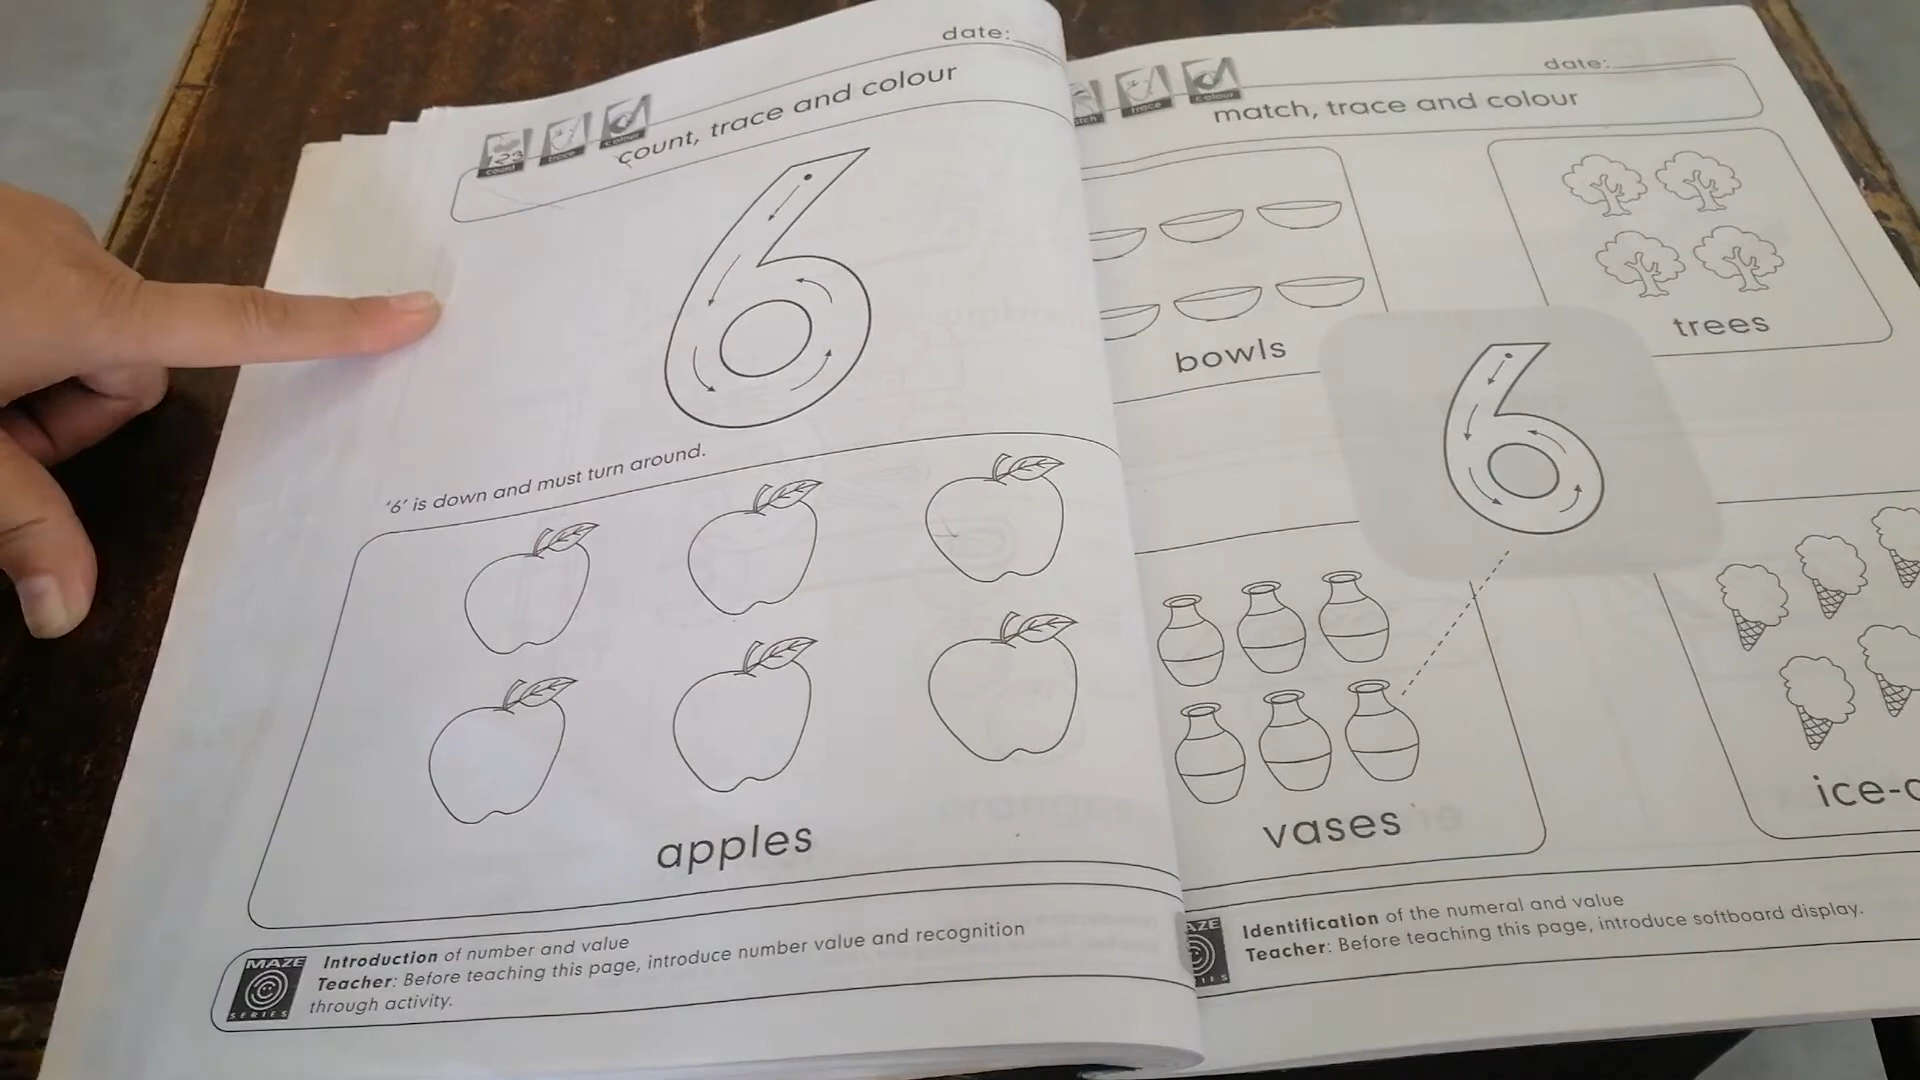 date:
123
count
trace
colour
count, trace and colour
6
'6' is down and must turn around.
apples
MAZE
SERIES
Introduction of number and value
Teacher: Before teaching this page, introduce number value and recognition
through activity.
date:
trace
colour
match, trace and colour
bowls
trees
6
vases
Identification of the numeral and value
Teacher: Before teaching this page, introduce softboard display.